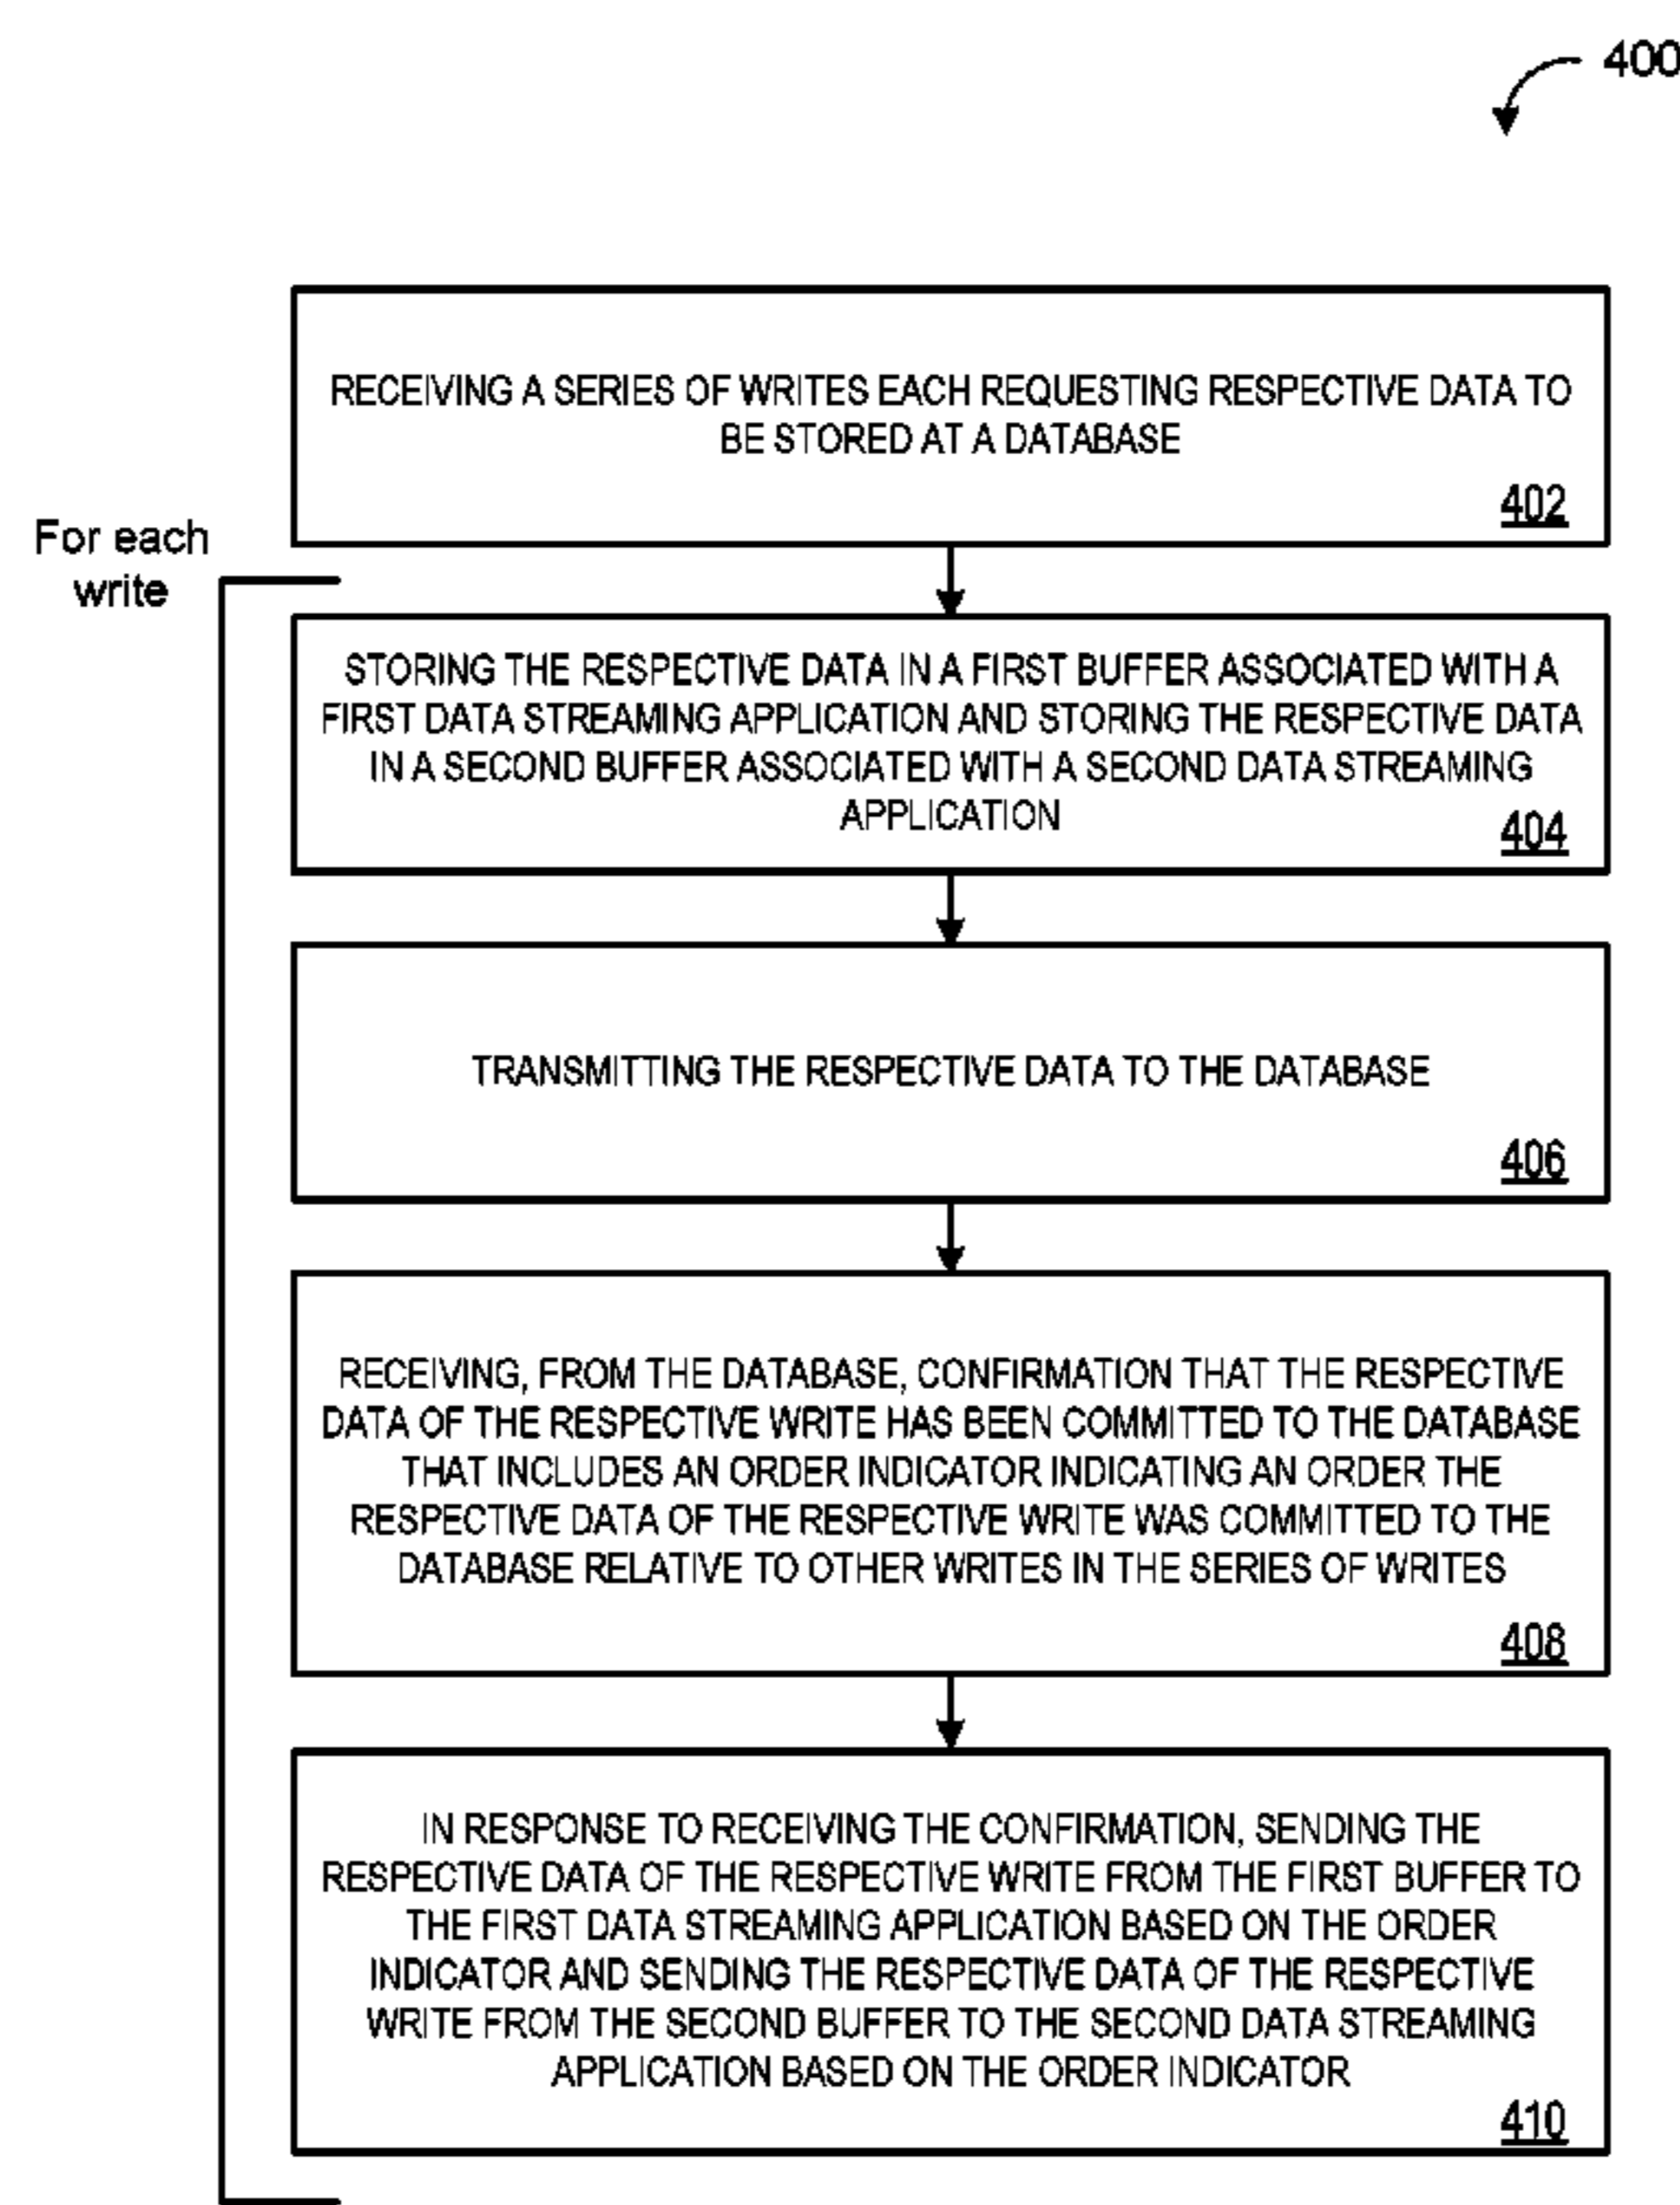 400
RECEIVING A SERIES OF WRITES EACH REQUESTING RESPECTIVE DATA TO
BE STORED AT A DATABASE
402
For each
write
STORING THE RESPECTIVE DATA IN A FIRST BUFFER ASSOCIATED WITH A
FIRST DATA STREAMING APPLICATION AND STORING THE RESPECTIVE DATA
IN A SECOND BUFFER ASSOCIATED WITH A SECOND DATA STREAMING
APPLICATION
404
TRANSMITTING THE RESPECTIVE DATA TO THE DATABASE
406
RECEIVING, FROM THE DATABASE, CONFIRMATION THAT THE RESPECTIVE
DATA OF THE RESPECTIVE WRITE HAS BEEN COMMITTED TO THE DATABASE
THAT INCLUDES AN ORDER INDICATOR INDICATING AN ORDER THE
RESPECTIVE DATA OF THE RESPECTIVE WRITE WAS COMMITTED TO THE
DATABASE RELATIVE TO OTHER WRITES IN THE SERIES OF WRITES
408
IN RESPONSE TO RECEIVING THE CONFIRMATION, SENDING THE
RESPECTIVE DATA OF THE RESPECTIVE WRITE FROM THE FIRST BUFFER TO
THE FIRST DATA STREAMING APPLICATION BASED ON THE ORDER
INDICATOR AND SENDING THE RESPECTIVE DATA OF THE RESPECTIVE
WRITE FROM THE SECOND BUFFER TO THE SECOND DATA STREAMING
APPLICATION BASED ON THE ORDER INDICATOR
410